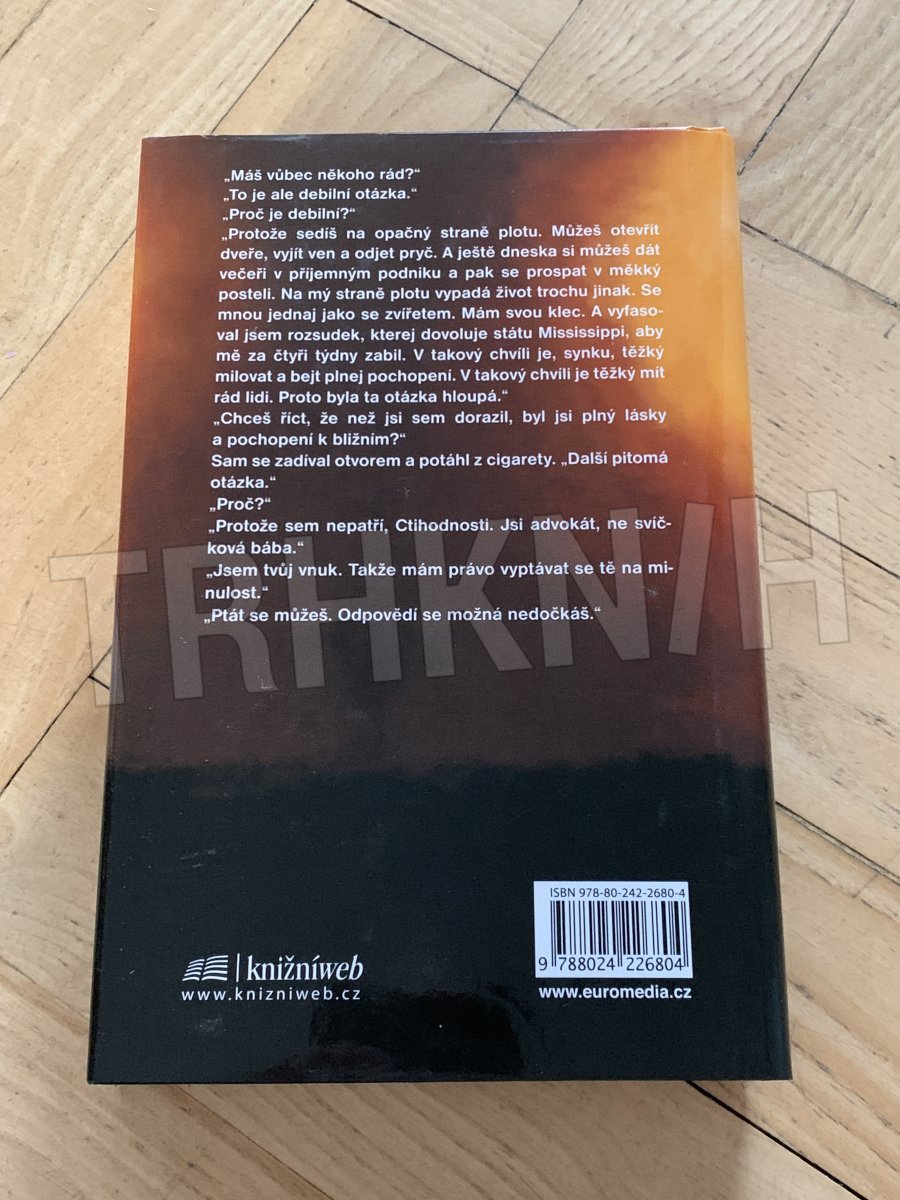 „Máš vůbec někoho rád?“
„To je ale debilní otázka.“
„Proč je debilní?“
„Protože sedíš na opačný straně plotu. Můžeš otevřít
dveře, vyjít ven a odjet pryč. A ještě dneska si můžeš dát
večeři v příjemným podniku a pak se prospat v měkký
posteli. Na mý straně plotu vypadá život trochu jinak. Se
mnou jednaj jako se zvířetem. Mám svou klec. A vyfaso-
val jsem rozsudek, kterej dovoluje státu Mississippi, aby
mě za čtyři týdny zabil. V takový chvíli je, synku, těžký
milovat a bejt plnej pochopení. V takový chvíli je těžký mít
rád lidi. Proto byla ta otázka hloupá.“
„Chceš říct, že než jsi sem dorazil, byl jsi plný lásky
a pochopení k bližním?“
Sam se zadíval otvorem a potáhl z cigarety. „Další pitomá
otázka.“
„Proč?“
„Protože sem nepatří, Ctihodnosti. Jsi advokát, ne svíč-
ková bába.“
„Jsem tvůj vnuk. Takže mám právo vyptávat se tě na mi-
nulost.“
„Ptát se můžeš. Odpovědí se možná nedočkáš.“
TRHKNIH
ISBN 978-80-242-2680-4
9 788024 226804
knižníweb
www.knizniweb.cz
www.euromedia.cz